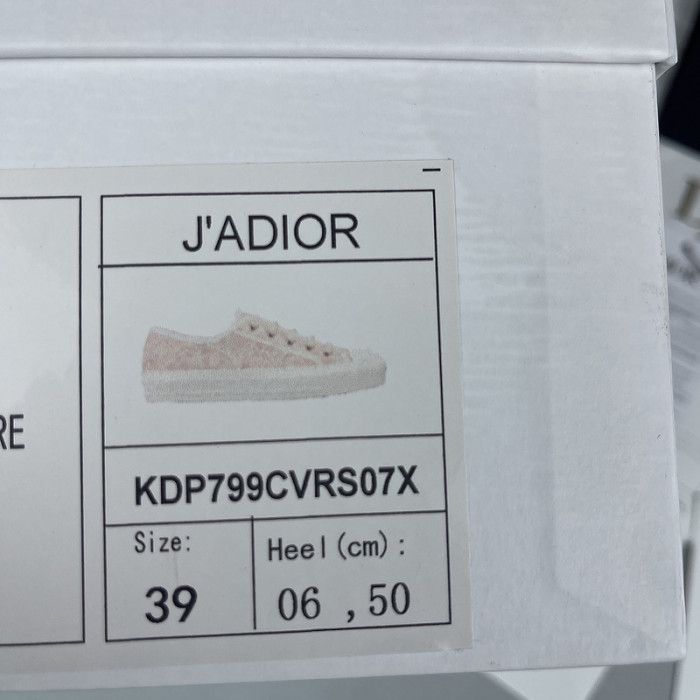 J'ADIOR
RE
KDP799CVRS07X
Size:
Heel(cm):
39
06 ,50